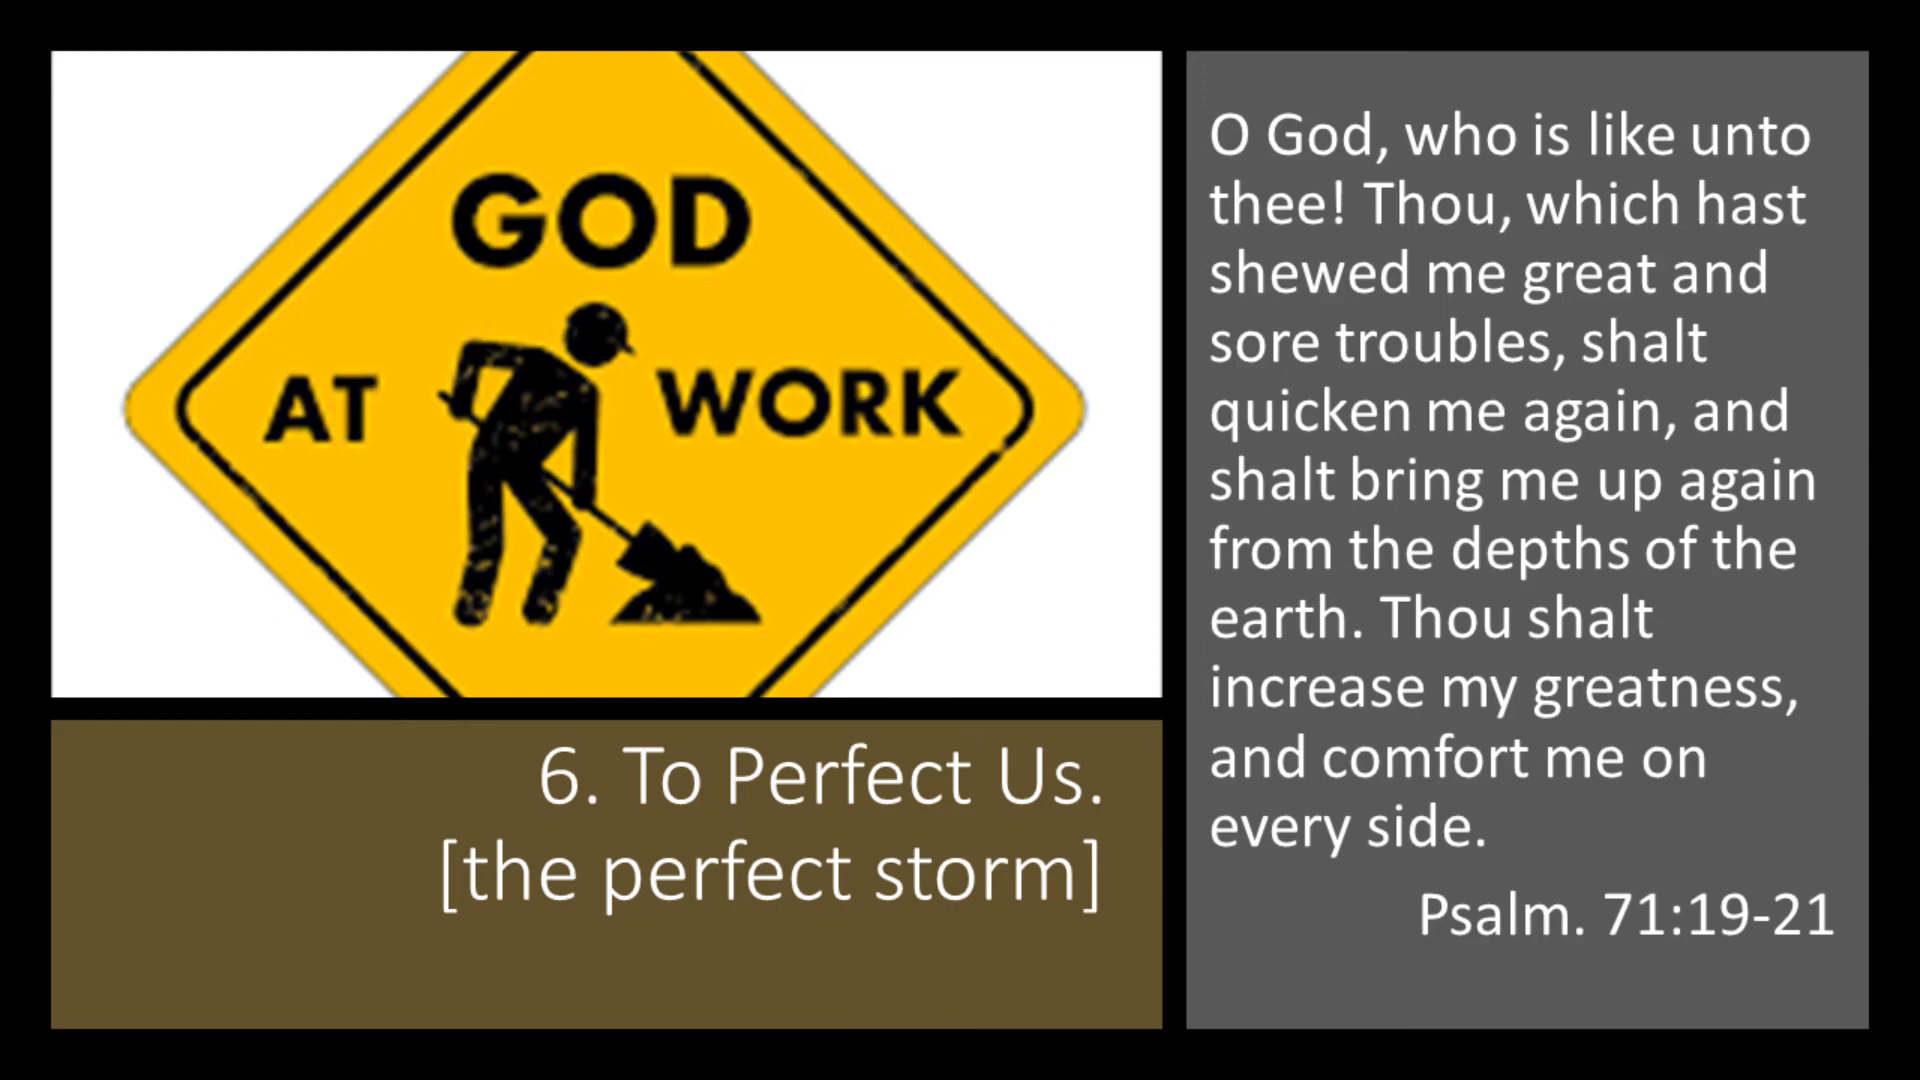 GOD
AT WORK
6. To Perfect Us.
[the perfect storm]
O God, who is like unto
thee! Thou, which hast
shewed me great and
sore troubles, shalt
quicken me again, and
shalt bring me up again
from the depths of the
earth. Thou shalt
increase my greatness,
and comfort me on
every side.
Psalm. 71:19-21